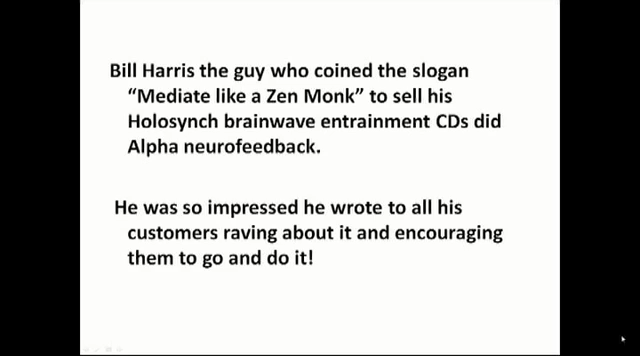 Bill Harris the guy who coined the slogan
“Mediate like a Zen Monk” to sell his
Holosynch brainwave entrainment CDs did
Alpha neurofeedback.
He was so impressed he wrote to all his
customers raving about it and encouraging
them to go and do it!